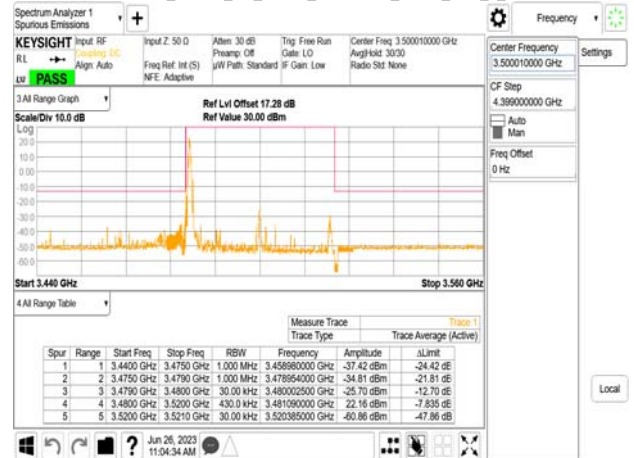 Spectrum Analyzer 1
Spurious Emissions
KEYSIGHT
RL
LU PASS
Input: RF
Coupling: DC
Align: Auto
Input Z: 50 Ω
Freq Ref: Int (S)
NFE: Adaptive
Atten: 30 dB
Preamp: Off
µW Path: Standard
Trig: Free Run
Gate: LO
IF Gain: Low
Center Freq: 3.500010000 GHz
Avg|Hold: 30/30
Radio Std: None
3 All Range Graph
Scale/Div 10.0 dB
Ref Lvl Offset 17.28 dB
Ref Value 30.00 dBm
Log
20.0
10.0
0.00
-10.0
-20.0
-30.0
-40.0
-50.0
-60.0
Start 3.440 GHz
Stop 3.560 GHz
4 All Range Table
Measure Trace Trace 1
Trace Type Trace Average (Active)
Spur Range Start Freq Stop Freq RBW Frequency Amplitude ΔLimit
1 1 3.4400 GHz 3.4750 GHz 1.000 MHz 3.458980000 GHz -37.42 dBm -24.42 dB
2 2 3.4750 GHz 3.4790 GHz 1.000 MHz 3.478954000 GHz -34.81 dBm -21.81 dB
3 3 3.4790 GHz 3.4800 GHz 30.00 kHz 3.480002500 GHz -25.70 dBm -12.70 dB
4 4 3.4800 GHz 3.5200 GHz 430.0 kHz 3.481090000 GHz 22.16 dBm -7.835 dB
5 5 3.5200 GHz 3.5210 GHz 30.00 kHz 3.520385000 GHz -60.86 dBm -47.86 dB
Jun 26, 2023
11:04:34 AM
Frequency
Center Frequency
3.500010000 GHz
Settings
CF Step
4.399000000 GHz
Auto
Man
Freq Offset
0 Hz
Local